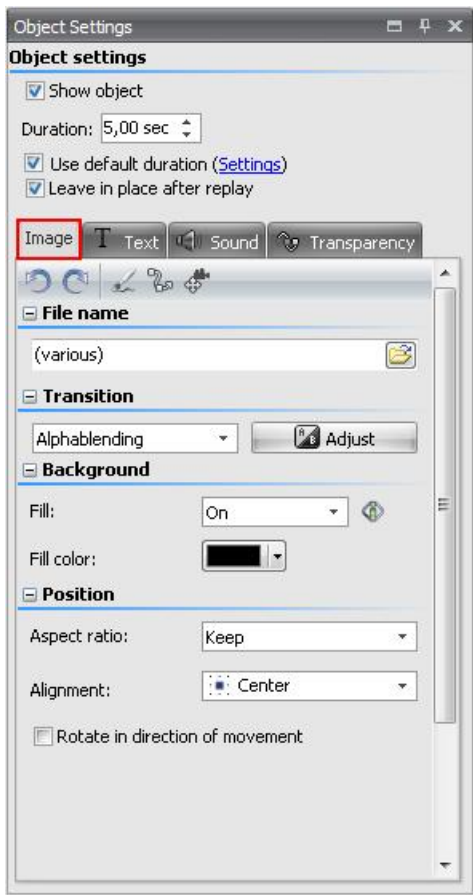 Object Settings
Object settings
Show object
Duration: 5,00 sec
Use default duration (Settings)
Leave in place after replay
Image T Text Sound Transparency
File name
(various)
Transition
Alphablending A B Adjust
Background
Fill: On
Fill color:
Position
Aspect ratio: Keep
Alignment: Center
Rotate in direction of movement